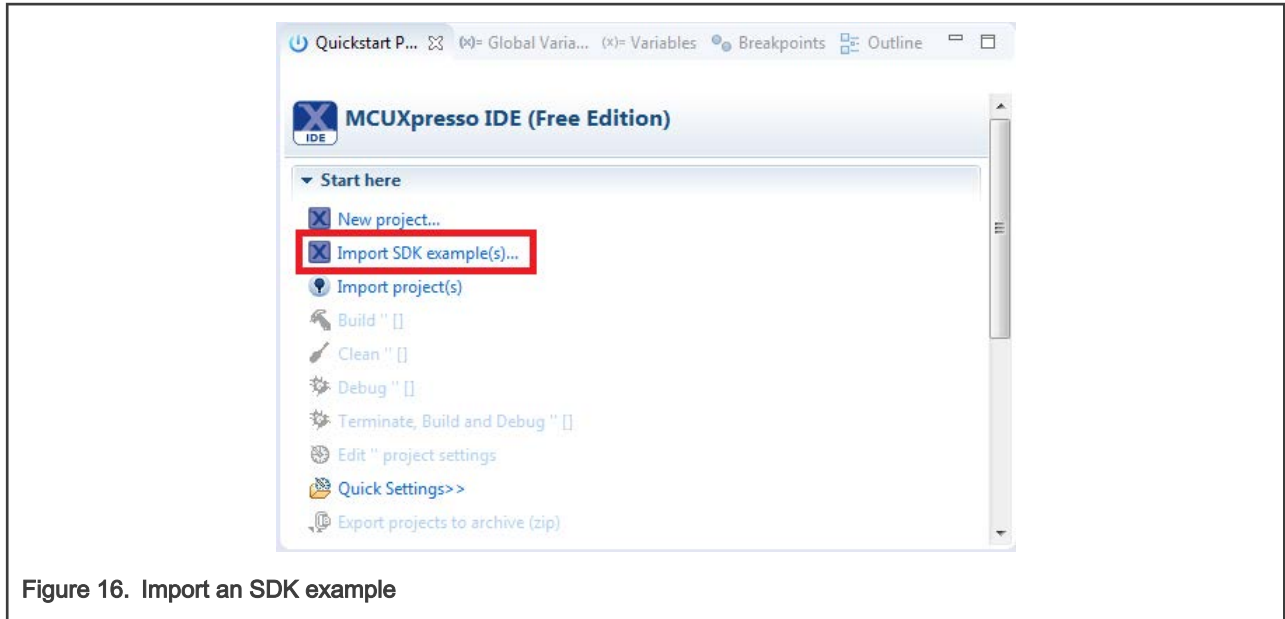 Quickstart P... (x)= Global Varia... (x)= Variables Breakpoints Outline
IDE
MCUXpresso IDE (Free Edition)
Start here
New project...
Import SDK example(s)...
Import project(s)
Build '' []
Clean '' []
Debug '' []
Terminate, Build and Debug '' []
Edit '' project settings
Quick Settings>>
Export projects to archive (zip)
Figure 16. Import an SDK example